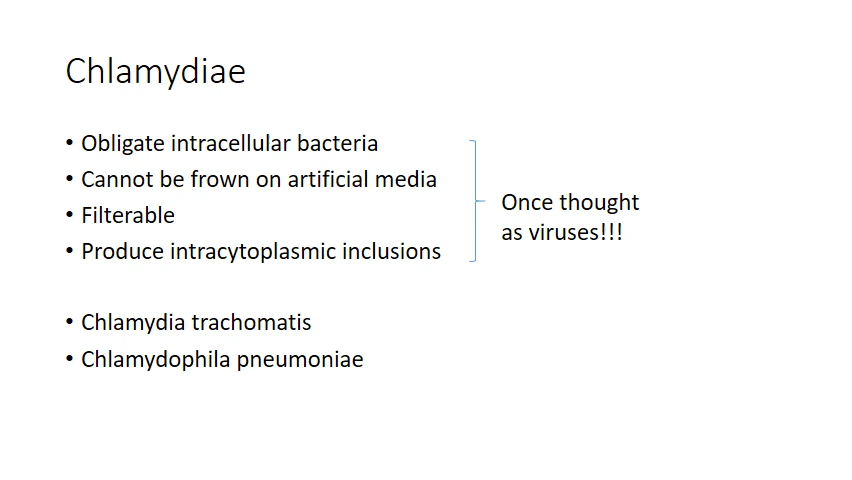 Chlamydiae
• Obligate intracellular bacteria
• Cannot be frown on artificial media
• Filterable
• Produce intracytoplasmic inclusions
Once thought
as viruses!!!
• Chlamydia trachomatis
• Chlamydophila pneumoniae